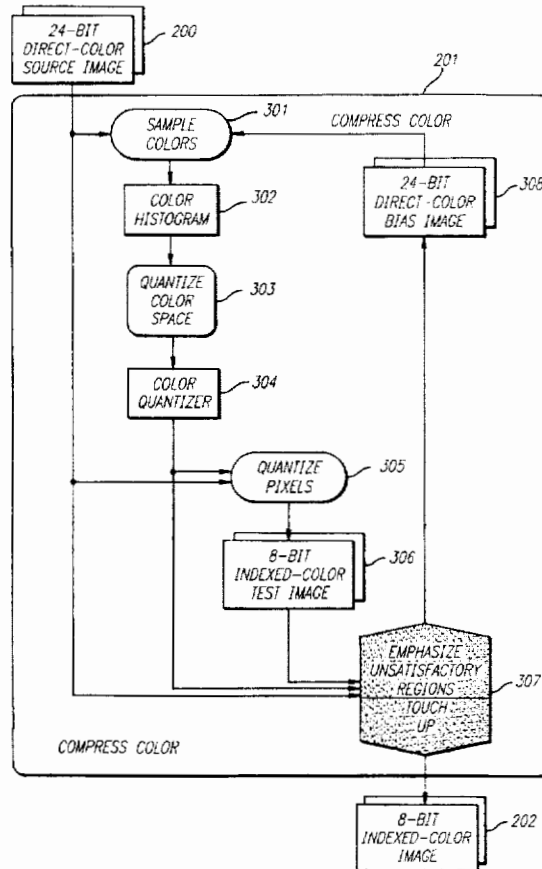 24-BIT
DIRECT-COLOR
SOURCE IMAGE
200
201
SAMPLE
COLORS
301
COMPRESS COLOR
COLOR
HISTOGRAM
302
24-BIT
DIRECT-COLOR
BIAS IMAGE
308
QUANTIZE
COLOR
SPACE
303
COLOR
QUANTIZER
304
QUANTIZE
PIXELS
305
8-BIT
INDEXED-COLOR
TEST IMAGE
306
EMPHASIZE
UNSATISFACTORY
REGIONS
307
TOUCH
UP
COMPRESS COLOR
8-BIT
INDEXED-COLOR
IMAGE
202